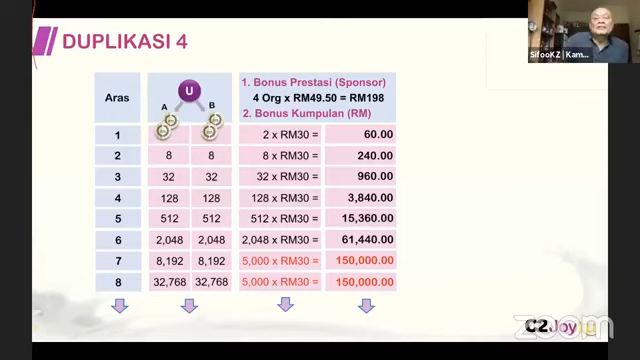 DUPLIKASI 4
SifooKZ | Kam...
Aras
U
A
B
1. Bonus Prestasi (Sponsor)
4 Org x RM49.50 = RM198
2. Bonus Kumpulan (RM)
1 2 x RM30 = 60.00
2 8 8 8 x RM30 = 240.00
3 32 32 32 x RM30 = 960.00
4 128 128 128 x RM30 = 3,840.00
5 512 512 512 x RM30 = 15,360.00
6 2,048 2,048 2,048 x RM30 = 61,440.00
7 8,192 8,192 5,000 x RM30 = 150,000.00
8 32,768 32,768 5,000 x RM30 = 150,000.00
C2Joy
zoom